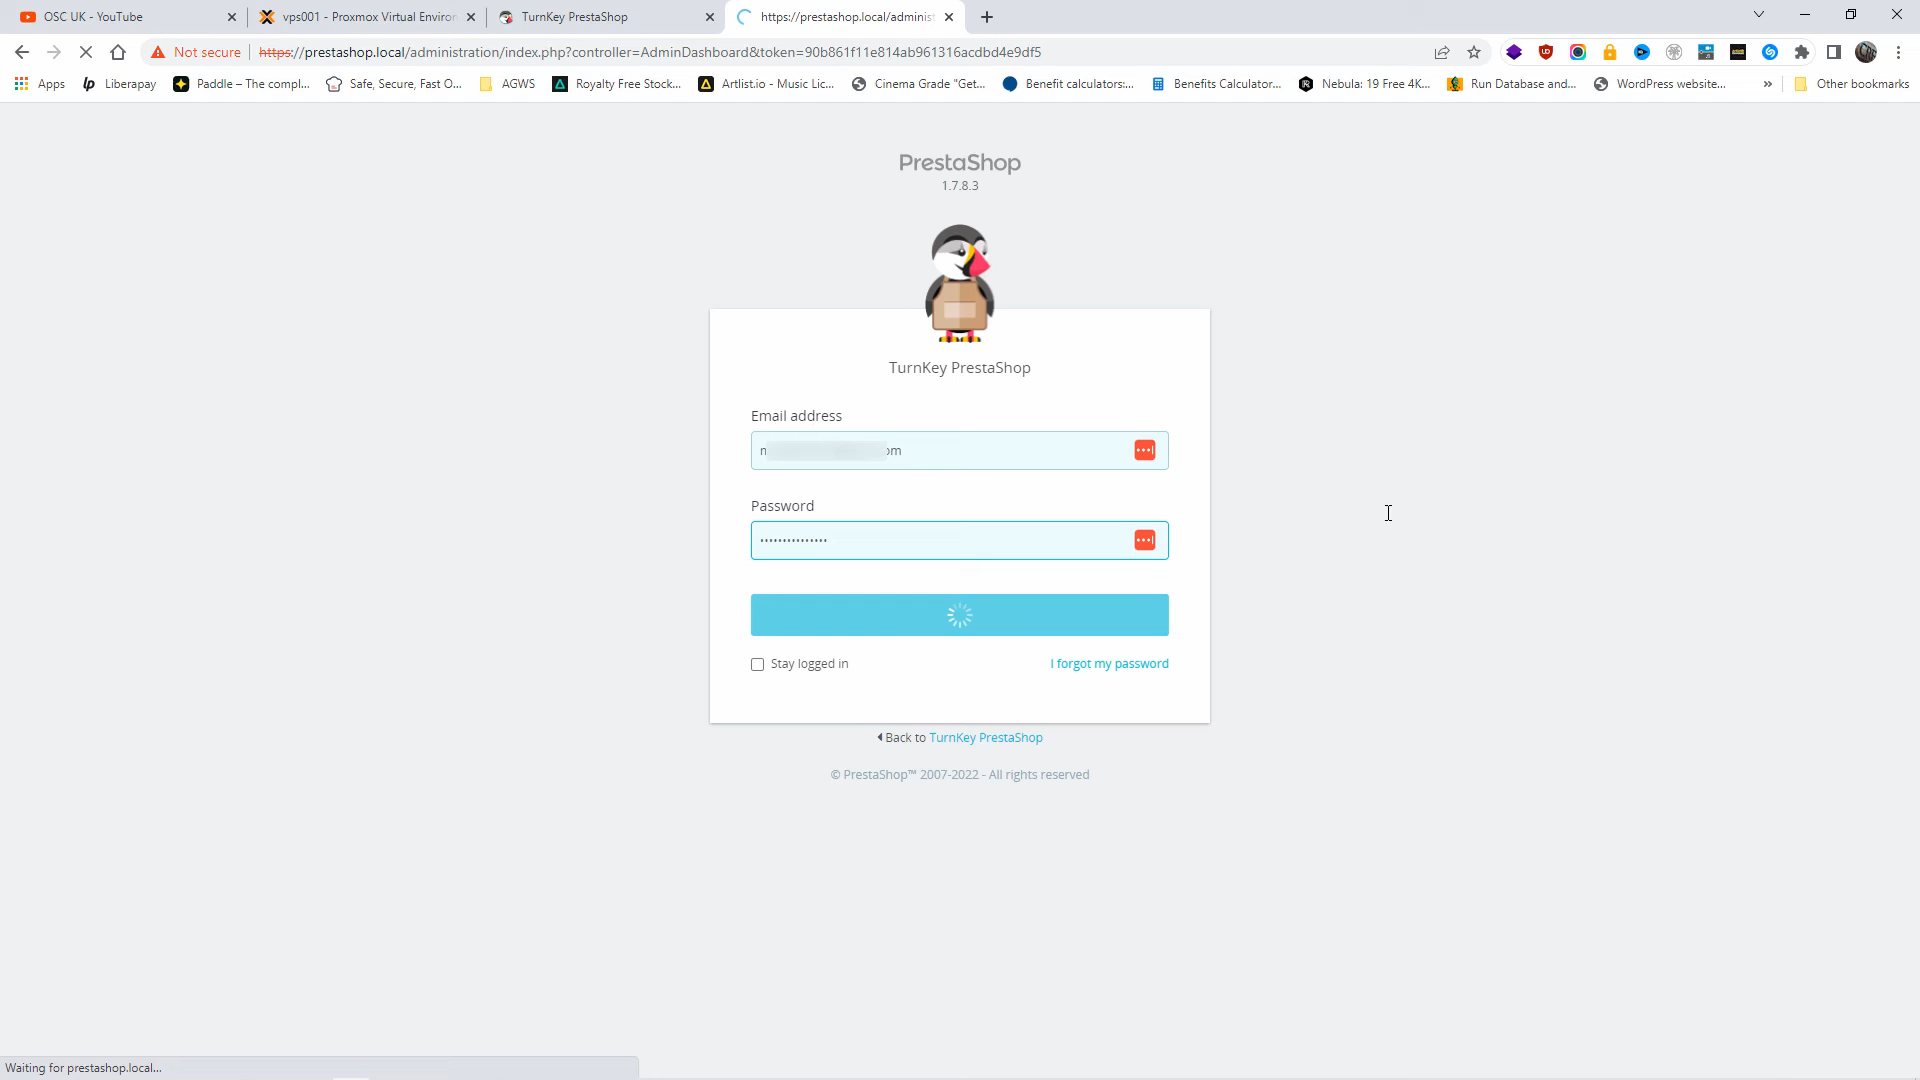 OSC UK - YouTube
vps001 - Proxmox Virtual Environ
TurnKey PrestaShop
https://prestashop.local/administ
Not secure
https://prestashop.local/administration/index.php?controller=AdminDashboard&token=90b861f11e814ab961316acdbd4e9df5
Apps
Liberapay
Paddle – The compl...
Safe, Secure, Fast O...
AGWS
Royalty Free Stock...
Artlist.io - Music Lic...
Cinema Grade "Get...
Benefit calculators:...
Benefits Calculator...
Nebula: 19 Free 4K...
Run Database and...
WordPress website...
»
Other bookmarks
PrestaShop
1.7.8.3
TurnKey PrestaShop
Email address
om
Password
Stay logged in
I forgot my password
Back to TurnKey PrestaShop
© PrestaShop™ 2007-2022 - All rights reserved
Waiting for prestashop.local...